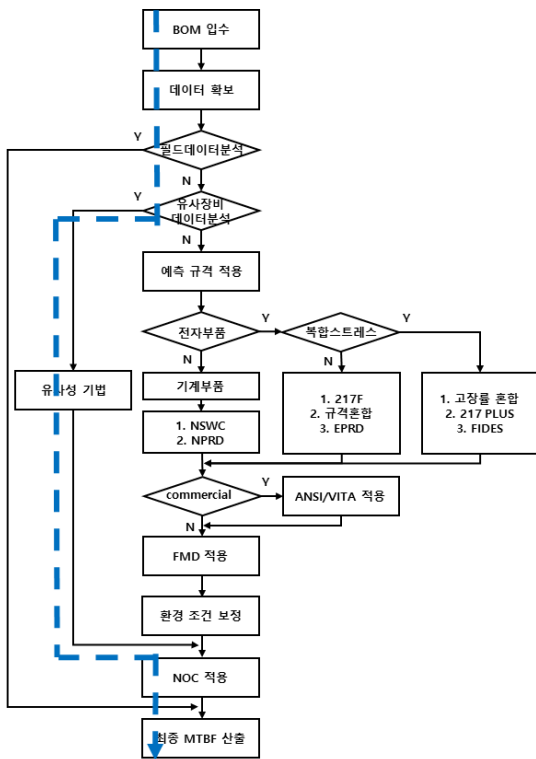 BOM 입수
데이터 확보
Y
필드데이터분석
N
Y
유사장비
데이터분석
N
예측 규격 적용
전자부품
Y
복합스트레스
Y
N
N
유사성 기법
기계부품
1. NSWC
2. NPRD
1. 217F
2. 규격혼합
3. EPRD
1. 고장률 혼합
2. 217 PLUS
3. FIDES
commercial
Y
ANSI/VITA 적용
N
FMD 적용
환경 조건 보정
NOC 적용
최종 MTBF 산출